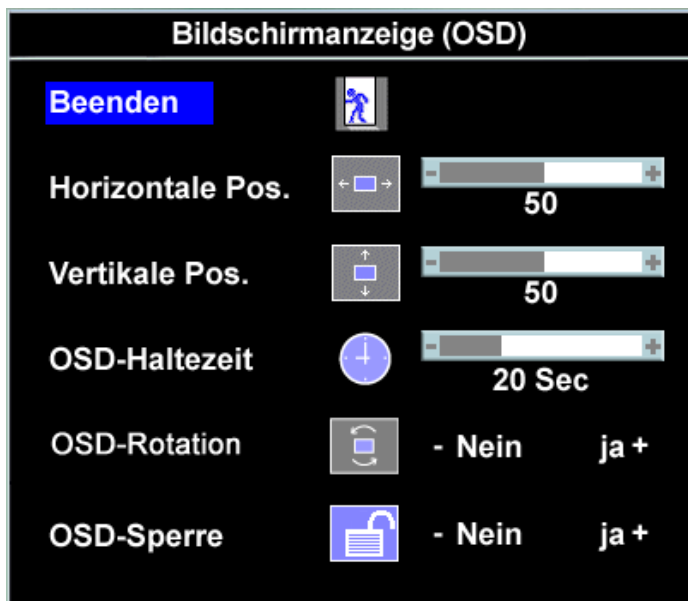 Bildschirmanzeige (OSD)
Beenden
Horizontale Pos. - +
50
Vertikale Pos. - +
50
OSD-Haltezeit - +
20 Sec
OSD-Rotation - Nein ja +
OSD-Sperre - Nein ja +